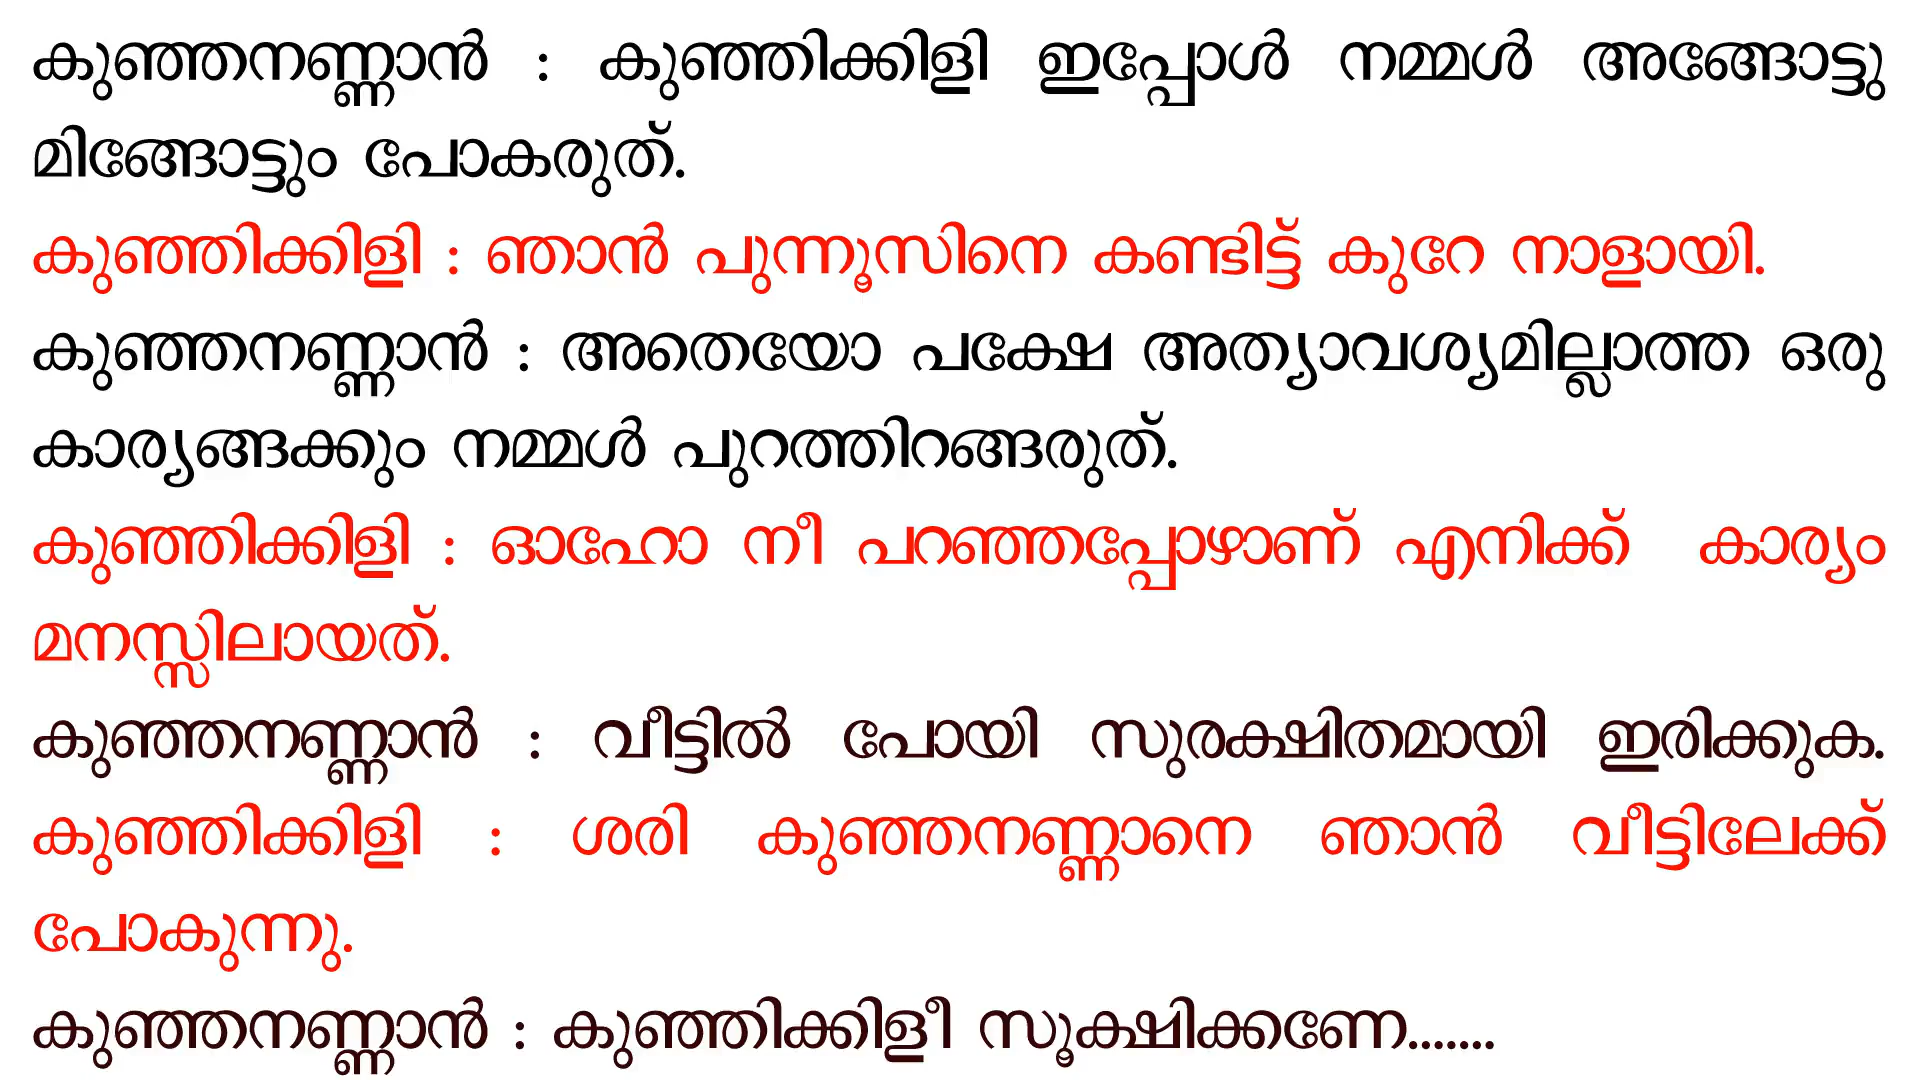 കുഞ്ഞനണ്ണാൻ : കുഞ്ഞിക്കിളി ഇപ്പോൾ നമ്മൾ അങ്ങോട്ടു
മിങ്ങോട്ടും പോകരുത്.
കുഞ്ഞിക്കിളി : ഞാൻ പുന്നൂസിനെ കണ്ടിട്ട് കുറേ നാളായി.
കുഞ്ഞനണ്ണാൻ : അതെയോ പക്ഷേ അത്യാവശ്യമില്ലാത്ത ഒരു
കാര്യങ്ങക്കും നമ്മൾ പുറത്തിറങ്ങരുത്.
കുഞ്ഞിക്കിളി : ഓഹോ നീ പറഞ്ഞപ്പോഴാണ് എനിക്ക് കാര്യം
മനസ്സിലായത്.
കുഞ്ഞനണ്ണാൻ : വീട്ടിൽ പോയി സുരക്ഷിതമായി ഇരിക്കുക.
കുഞ്ഞിക്കിളി : ശരി കുഞ്ഞനണ്ണാനെ ഞാൻ വീട്ടിലേക്ക്
പോകുന്നു.
കുഞ്ഞനണ്ണാൻ : കുഞ്ഞിക്കിളീ സൂക്ഷിക്കണേ.......